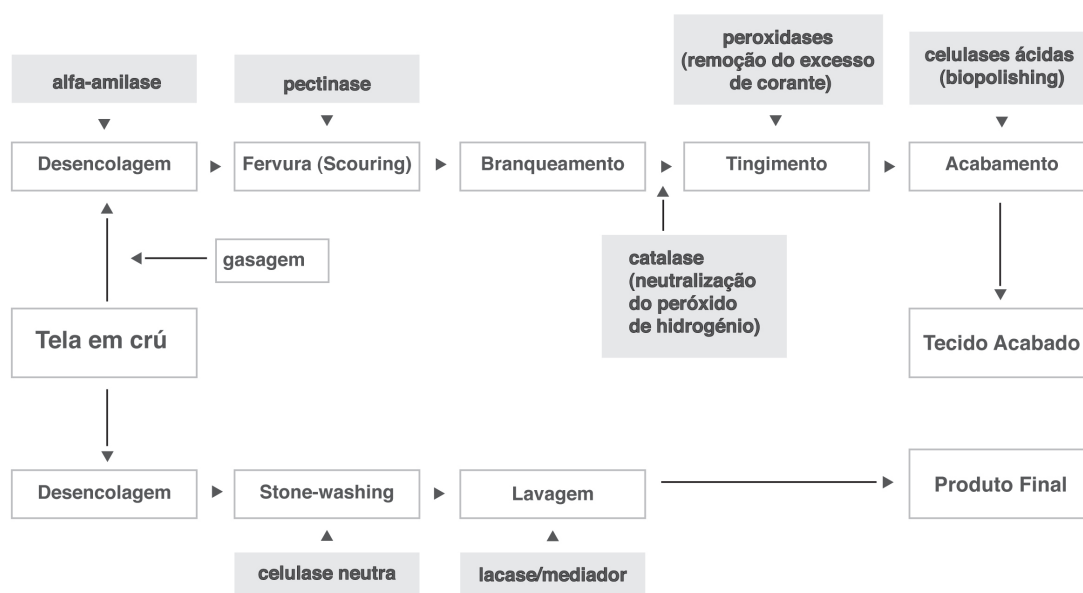 alfa-amilase
pectinase
peroxidases
(remoção do excesso
de corante)
celulases ácidas
(biopolishing)
Desencolagem
Fervura (Scouring)
Branqueamento
Tingimento
Acabamento
gasagem
catalase
(neutralização
do peróxido
de hidrogénio)
Tela em crú
Tecido Acabado
Desencolagem
Stone-washing
Lavagem
Produto Final
celulase neutra
lacase/mediador